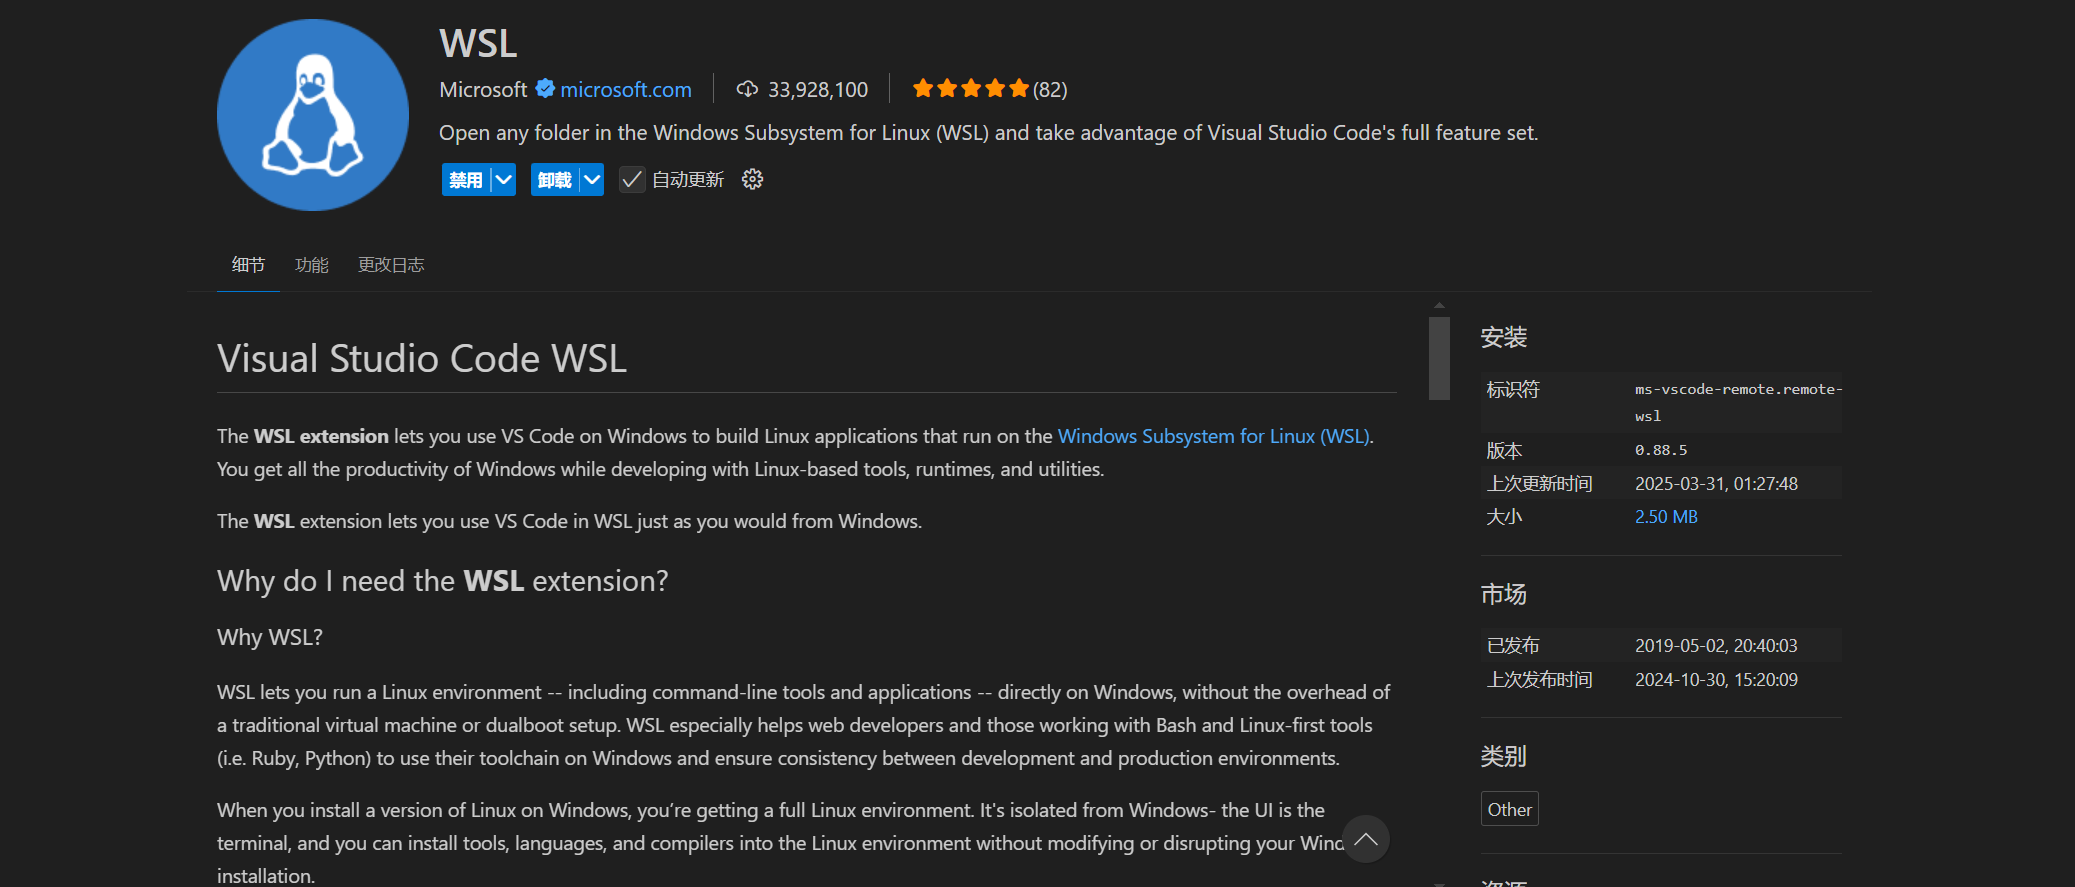 WSL
Microsoft microsoft.com 33,928,100 (82)
Open any folder in the Windows Subsystem for Linux (WSL) and take advantage of Visual Studio Code's full feature set.
禁用 卸载 自动更新
细节 功能 更改日志
Visual Studio Code WSL
The WSL extension lets you use VS Code on Windows to build Linux applications that run on the Windows Subsystem for Linux (WSL).
You get all the productivity of Windows while developing with Linux-based tools, runtimes, and utilities.
The WSL extension lets you use VS Code in WSL just as you would from Windows.
Why do I need the WSL extension?
Why WSL?
WSL lets you run a Linux environment -- including command-line tools and applications -- directly on Windows, without the overhead of
a traditional virtual machine or dualboot setup. WSL especially helps web developers and those working with Bash and Linux-first tools
(i.e. Ruby, Python) to use their toolchain on Windows and ensure consistency between development and production environments.
When you install a version of Linux on Windows, you’re getting a full Linux environment. It's isolated from Windows- the UI is the
terminal, and you can install tools, languages, and compilers into the Linux environment without modifying or disrupting your Wind
installation.
安装
标识符 ms-vscode-remote.remote-
wsl
版本 0.88.5
上次更新时间 2025-03-31, 01:27:48
大小 2.50 MB
市场
已发布 2019-05-02, 20:40:03
上次发布时间 2024-10-30, 15:20:09
类别
Other